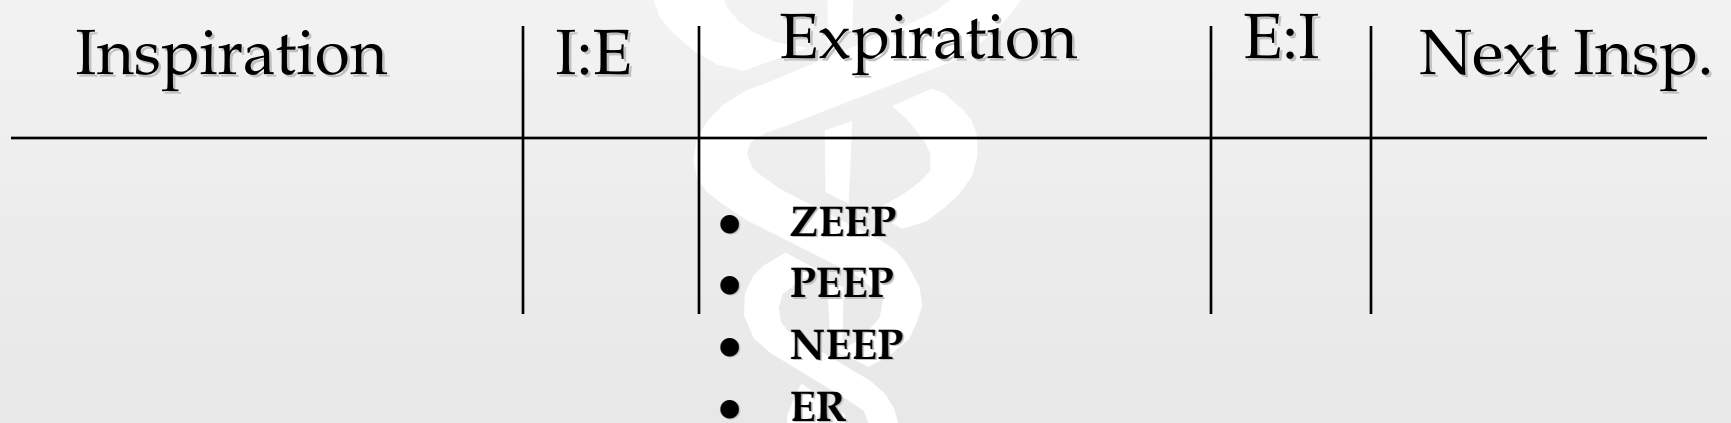 Inspiration I:E Expiration E:I Next Insp.
• ZEEP
• PEEP
• NEEP
• ER